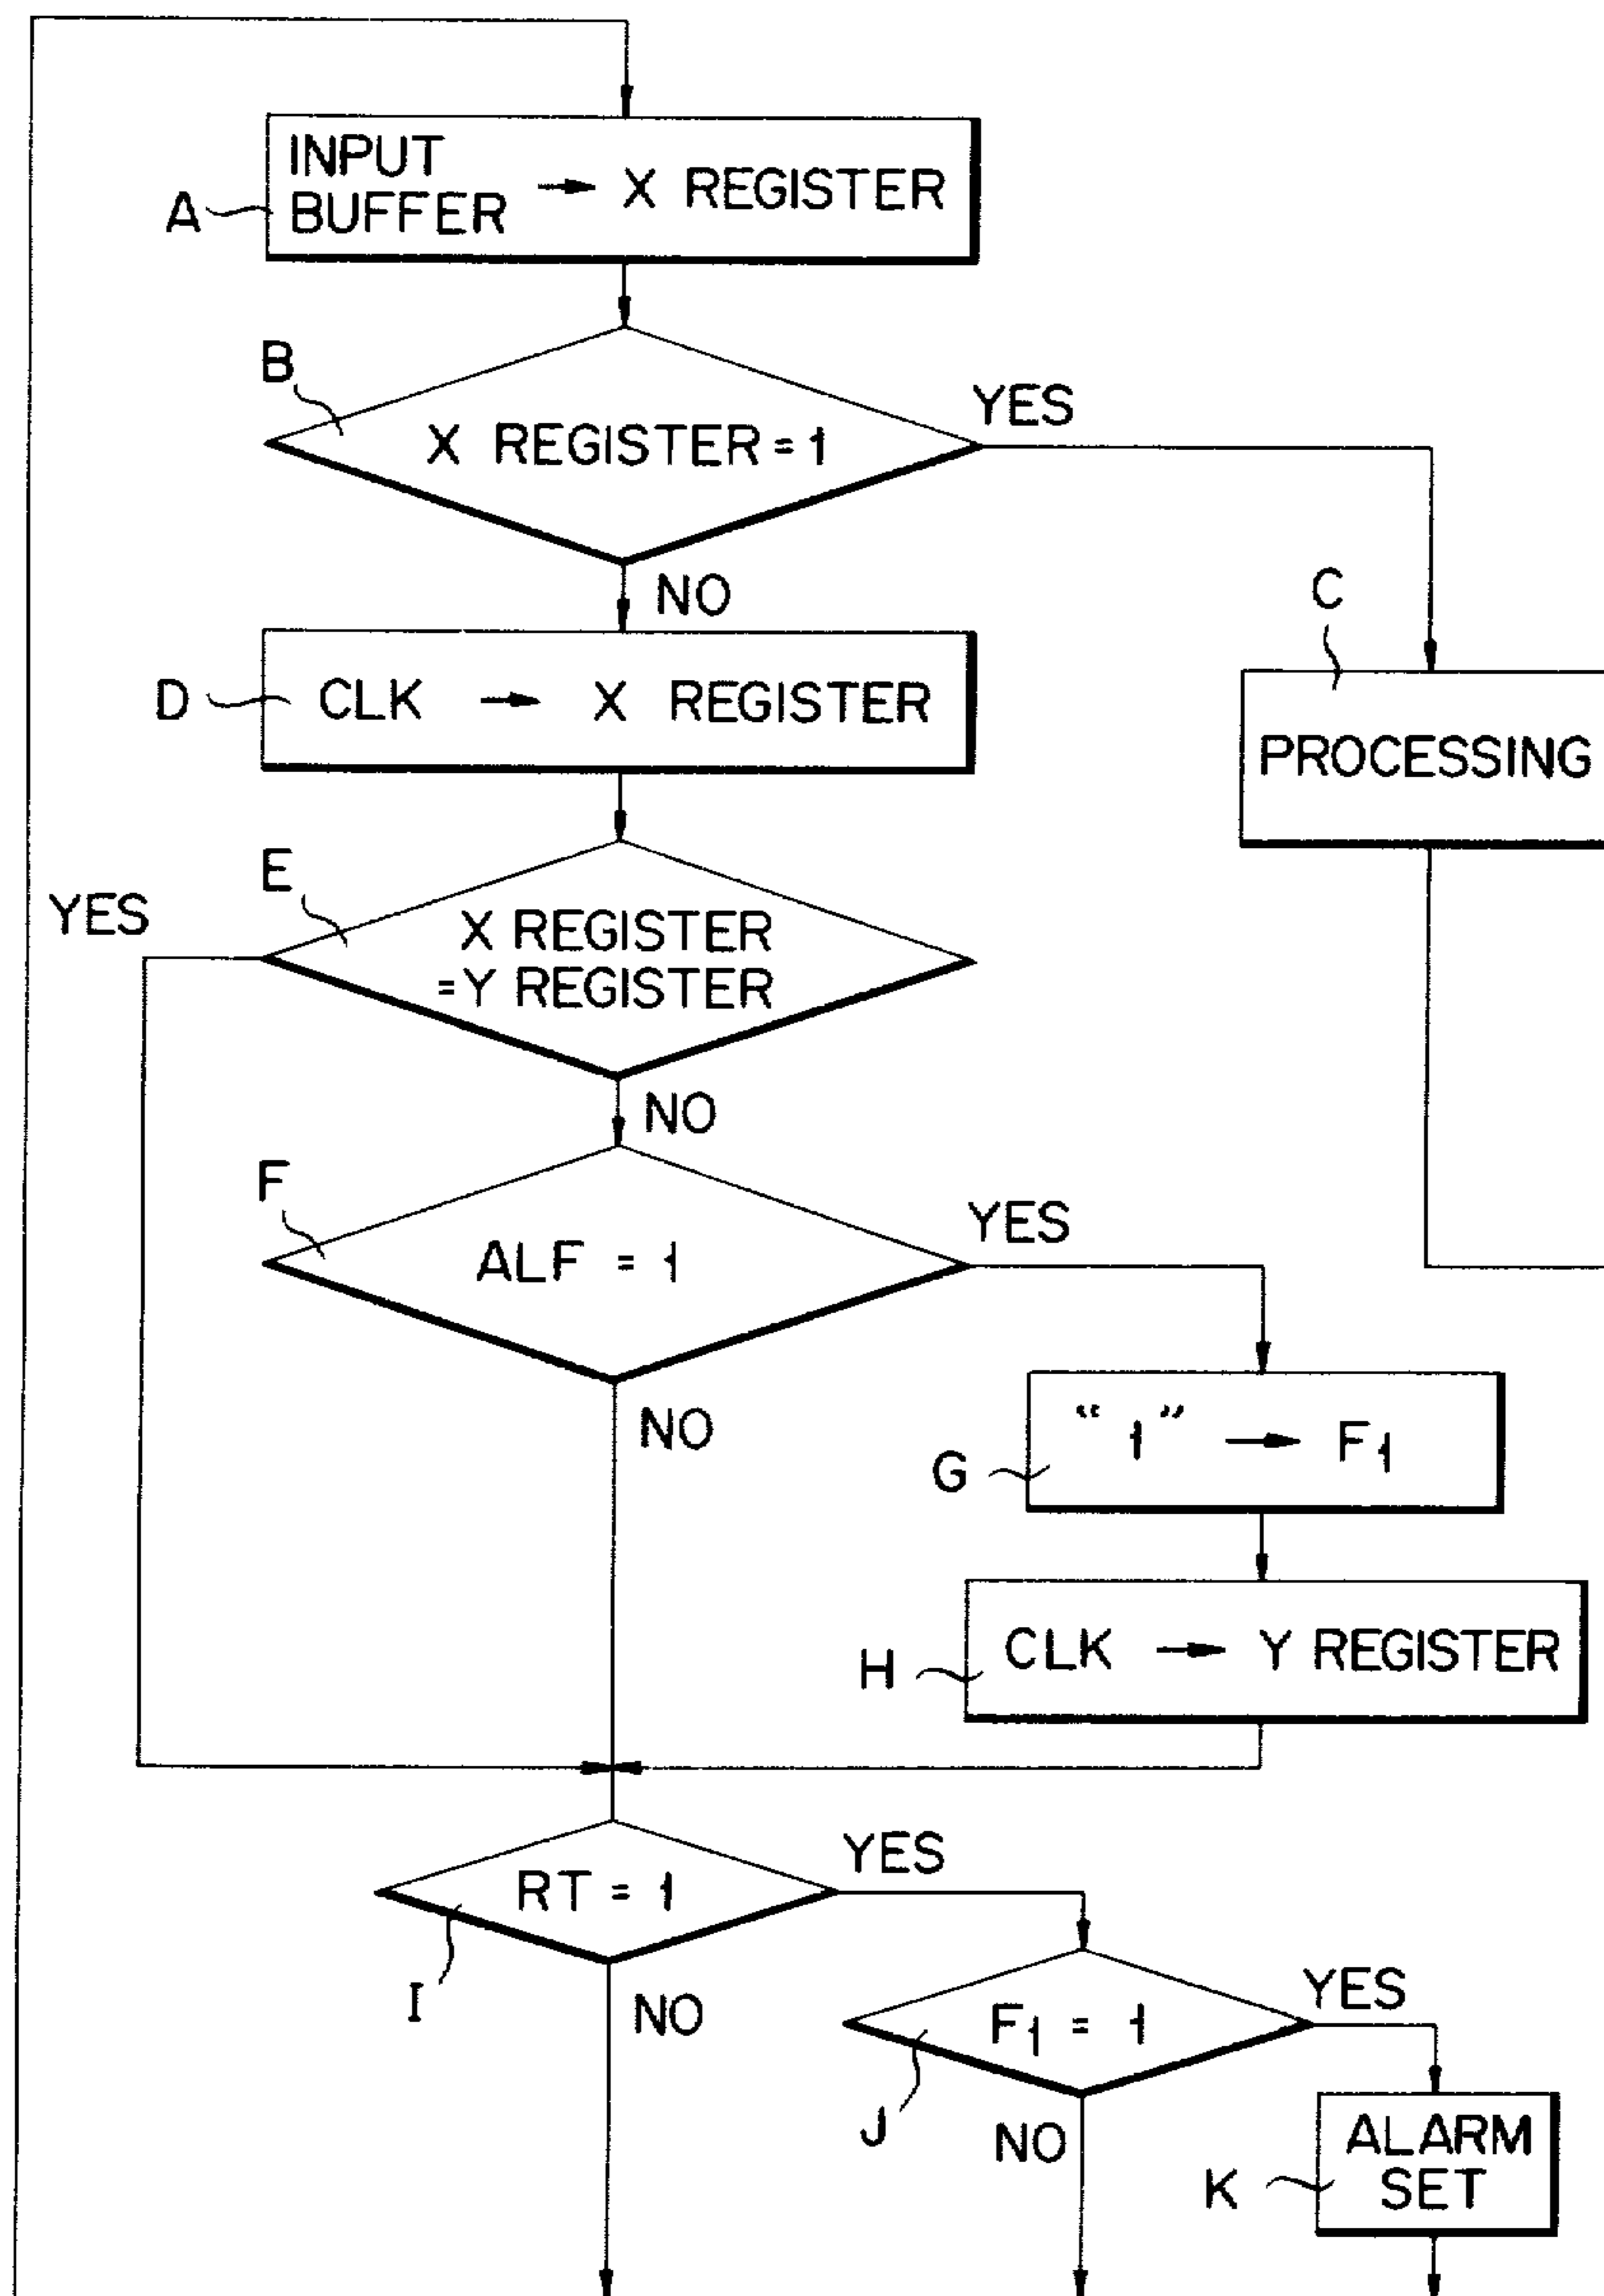 INPUT
BUFFER → X REGISTER
A
B
X REGISTER = 1
YES
NO
C
PROCESSING
D
CLK → X REGISTER
E
YES
X REGISTER
= Y REGISTER
NO
F
ALF = 1
YES
NO
G
“1” → F1
H
CLK → Y REGISTER
RT = 1
YES
I
NO
F1 = 1
YES
J
NO
K
ALARM
SET